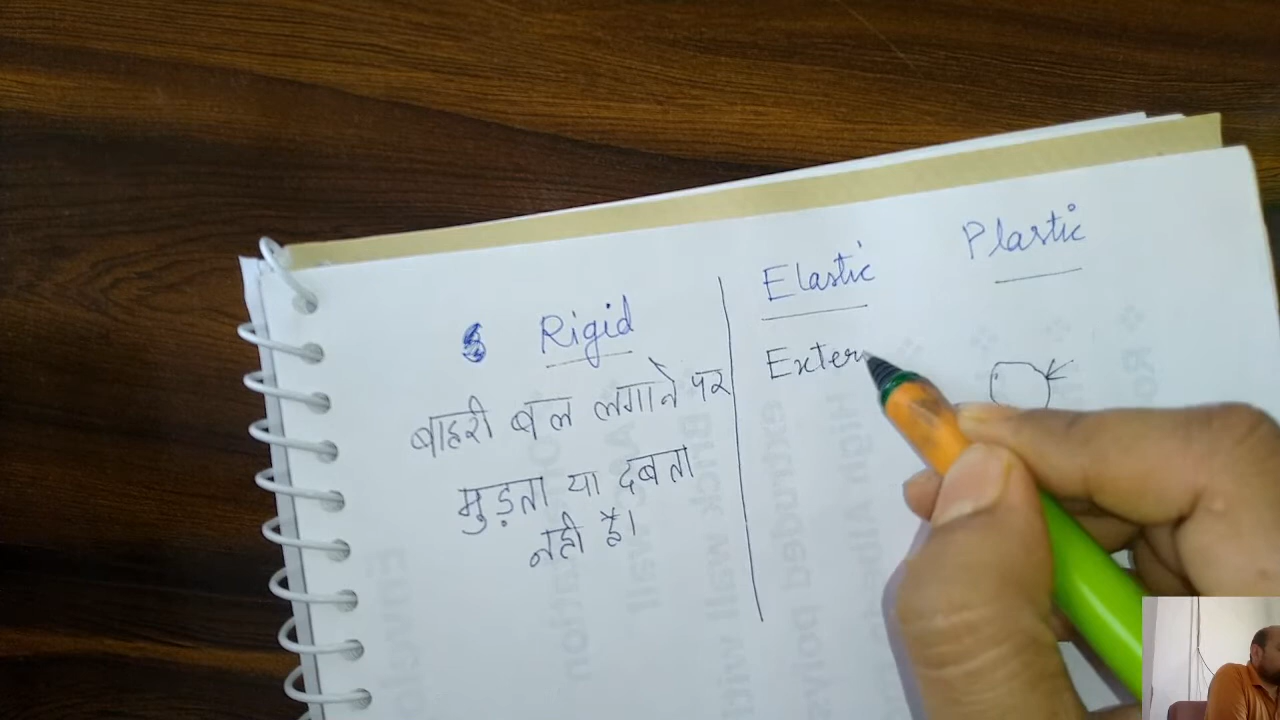 Rigid
बाहरी बल लगाने पर
मुड़ता या दबता
नही है।
Elastic
Exter
Plastic